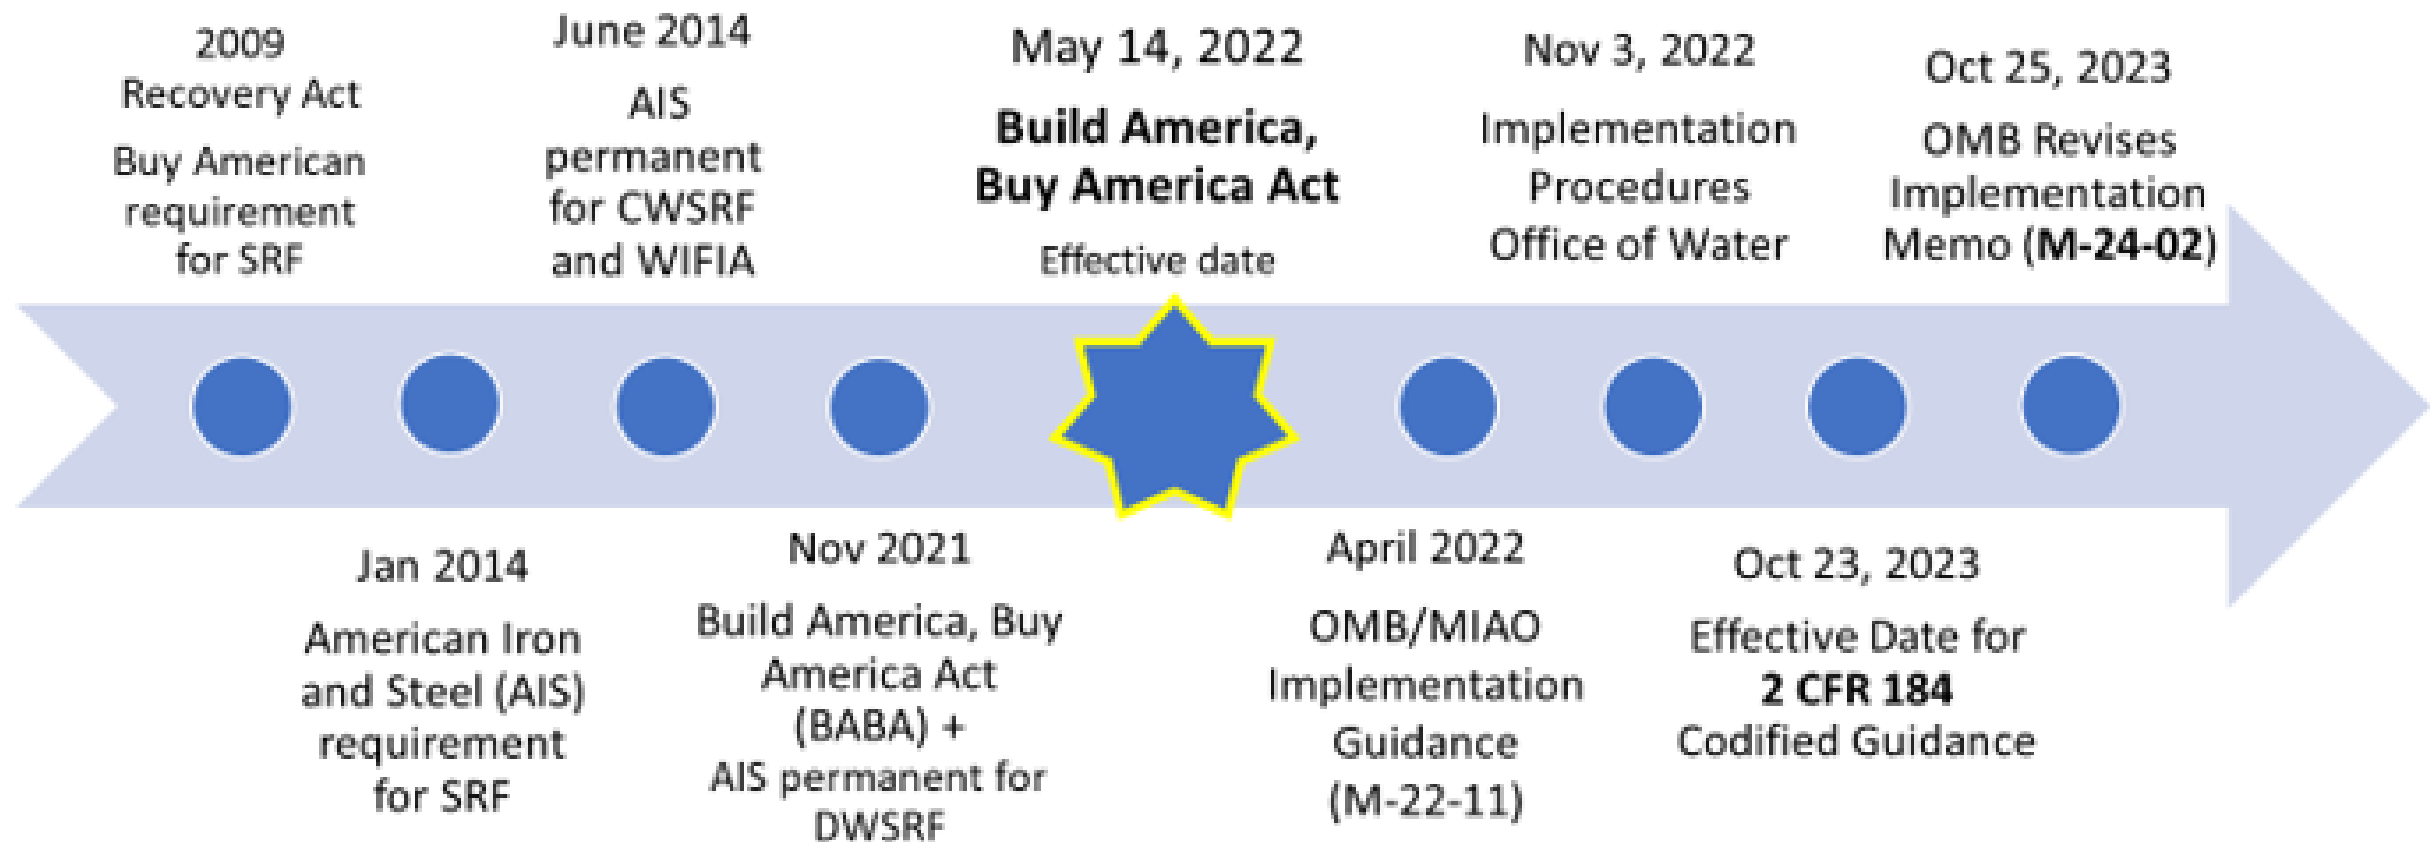 2009
Recovery Act
Buy American
requirement
for SRF
June 2014
AIS
permanent
for CWSRF
and WIFIA
May 14, 2022
Build America,
Buy America Act
Effective date
Nov 3, 2022
Implementation
Procedures
Office of Water
Oct 25, 2023
OMB Revises
Implementation
Memo (M-24-02)
Jan 2014
American Iron
and Steel (AIS)
requirement
for SRF
Nov 2021
Build America, Buy
America Act
(BABA) +
AIS permanent for
DWSRF
April 2022
OMB/MIAO
Implementation
Guidance
(M-22-11)
Oct 23, 2023
Effective Date for
2 CFR 184
Codified Guidance